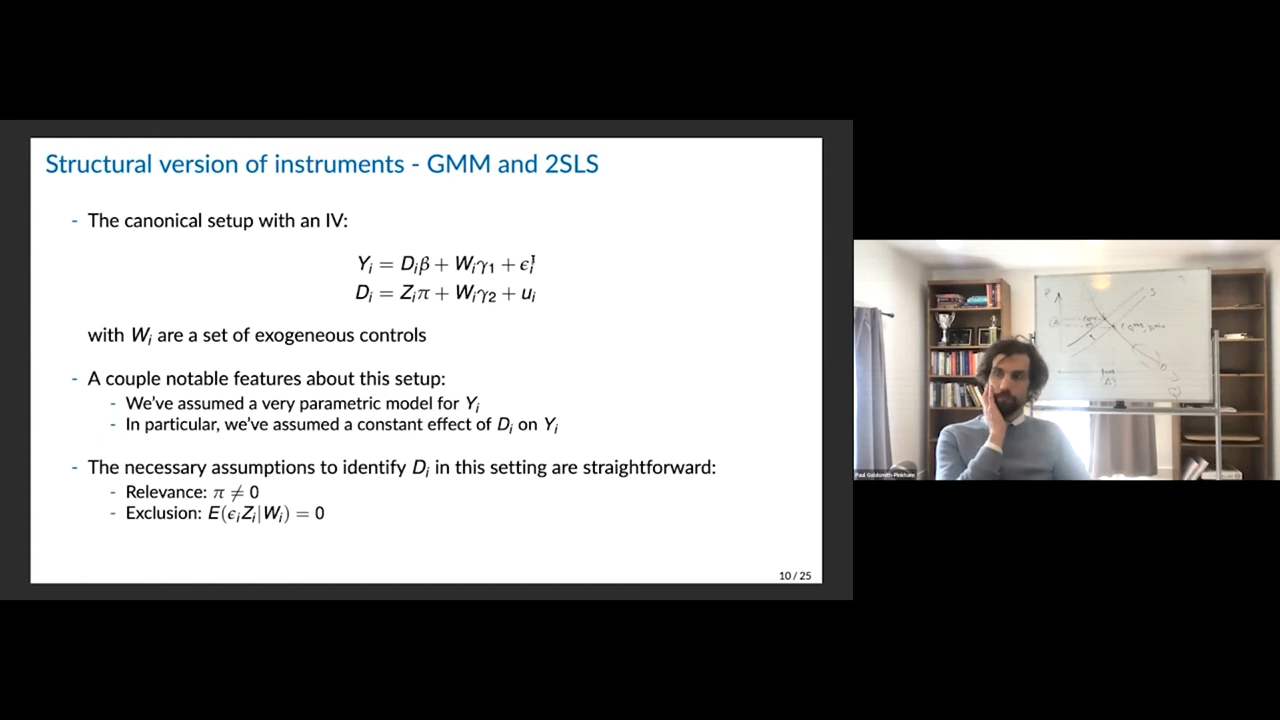 Structural version of instruments - GMM and 2SLS
- The canonical setup with an IV:
Yᵢ = Dᵢβ + Wᵢγ₁ + ϵᵢ
Dᵢ = Zᵢπ + Wᵢγ₂ + uᵢ
with Wᵢ are a set of exogeneous controls
- A couple notable features about this setup:
- We've assumed a very parametric model for Yᵢ
- In particular, we've assumed a constant effect of Dᵢ on Yᵢ
- The necessary assumptions to identify Dᵢ in this setting are straightforward:
- Relevance: π ≠ 0
- Exclusion: E(ϵᵢZᵢ|Wᵢ) = 0
10 / 25
Paul Goldsmith-Pinkham